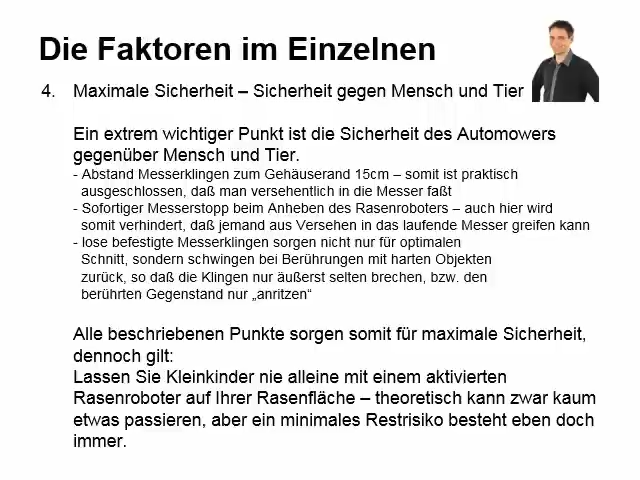 Die Faktoren im Einzelnen
4. Maximale Sicherheit – Sicherheit gegen Mensch und Tier
Ein extrem wichtiger Punkt ist die Sicherheit des Automowers
gegenüber Mensch und Tier.
- Abstand Messerklingen zum Gehäuserand 15cm – somit ist praktisch
ausgeschlossen, daß man versehentlich in die Messer faßt
- Sofortiger Messerstopp beim Anheben des Rasenroboters – auch hier wird
somit verhindert, daß jemand aus Versehen in das laufende Messer greifen kann
- lose befestigte Messerklingen sorgen nicht nur für optimalen
Schnitt, sondern schwingen bei Berührungen mit harten Objekten
zurück, so daß die Klingen nur äußerst selten brechen, bzw. den
berührten Gegenstand nur „anritzen“
Alle beschriebenen Punkte sorgen somit für maximale Sicherheit,
dennoch gilt:
Lassen Sie Kleinkinder nie alleine mit einem aktivierten
Rasenroboter auf Ihrer Rasenfläche – theoretisch kann zwar kaum
etwas passieren, aber ein minimales Restrisiko besteht eben doch
immer.